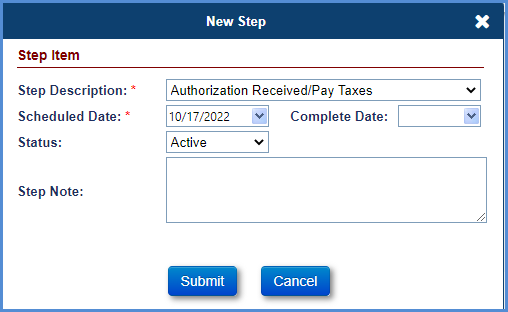 New Step
Step Item
Step Description: * Authorization Received/Pay Taxes
Scheduled Date: * 10/17/2022 Complete Date:
Status: Active
Step Note:
Submit Cancel